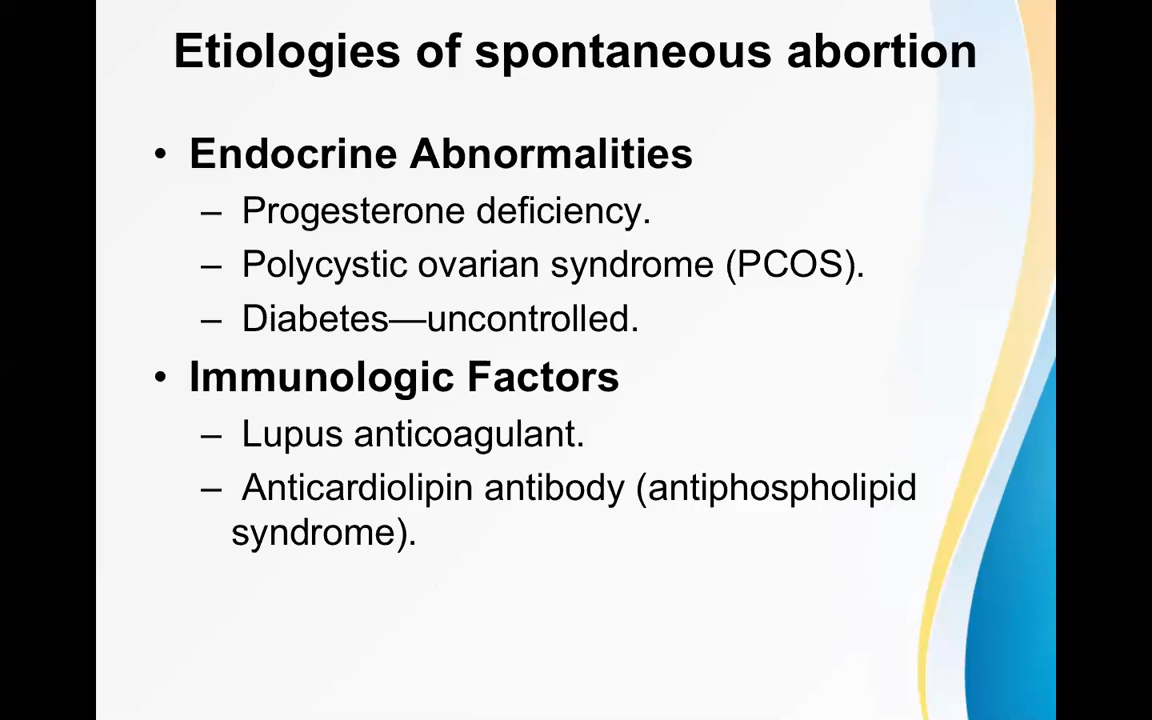 Etiologies of spontaneous abortion
• Endocrine Abnormalities
– Progesterone deficiency.
– Polycystic ovarian syndrome (PCOS).
– Diabetes—uncontrolled.
• Immunologic Factors
– Lupus anticoagulant.
– Anticardiolipin antibody (antiphospholipid
syndrome).